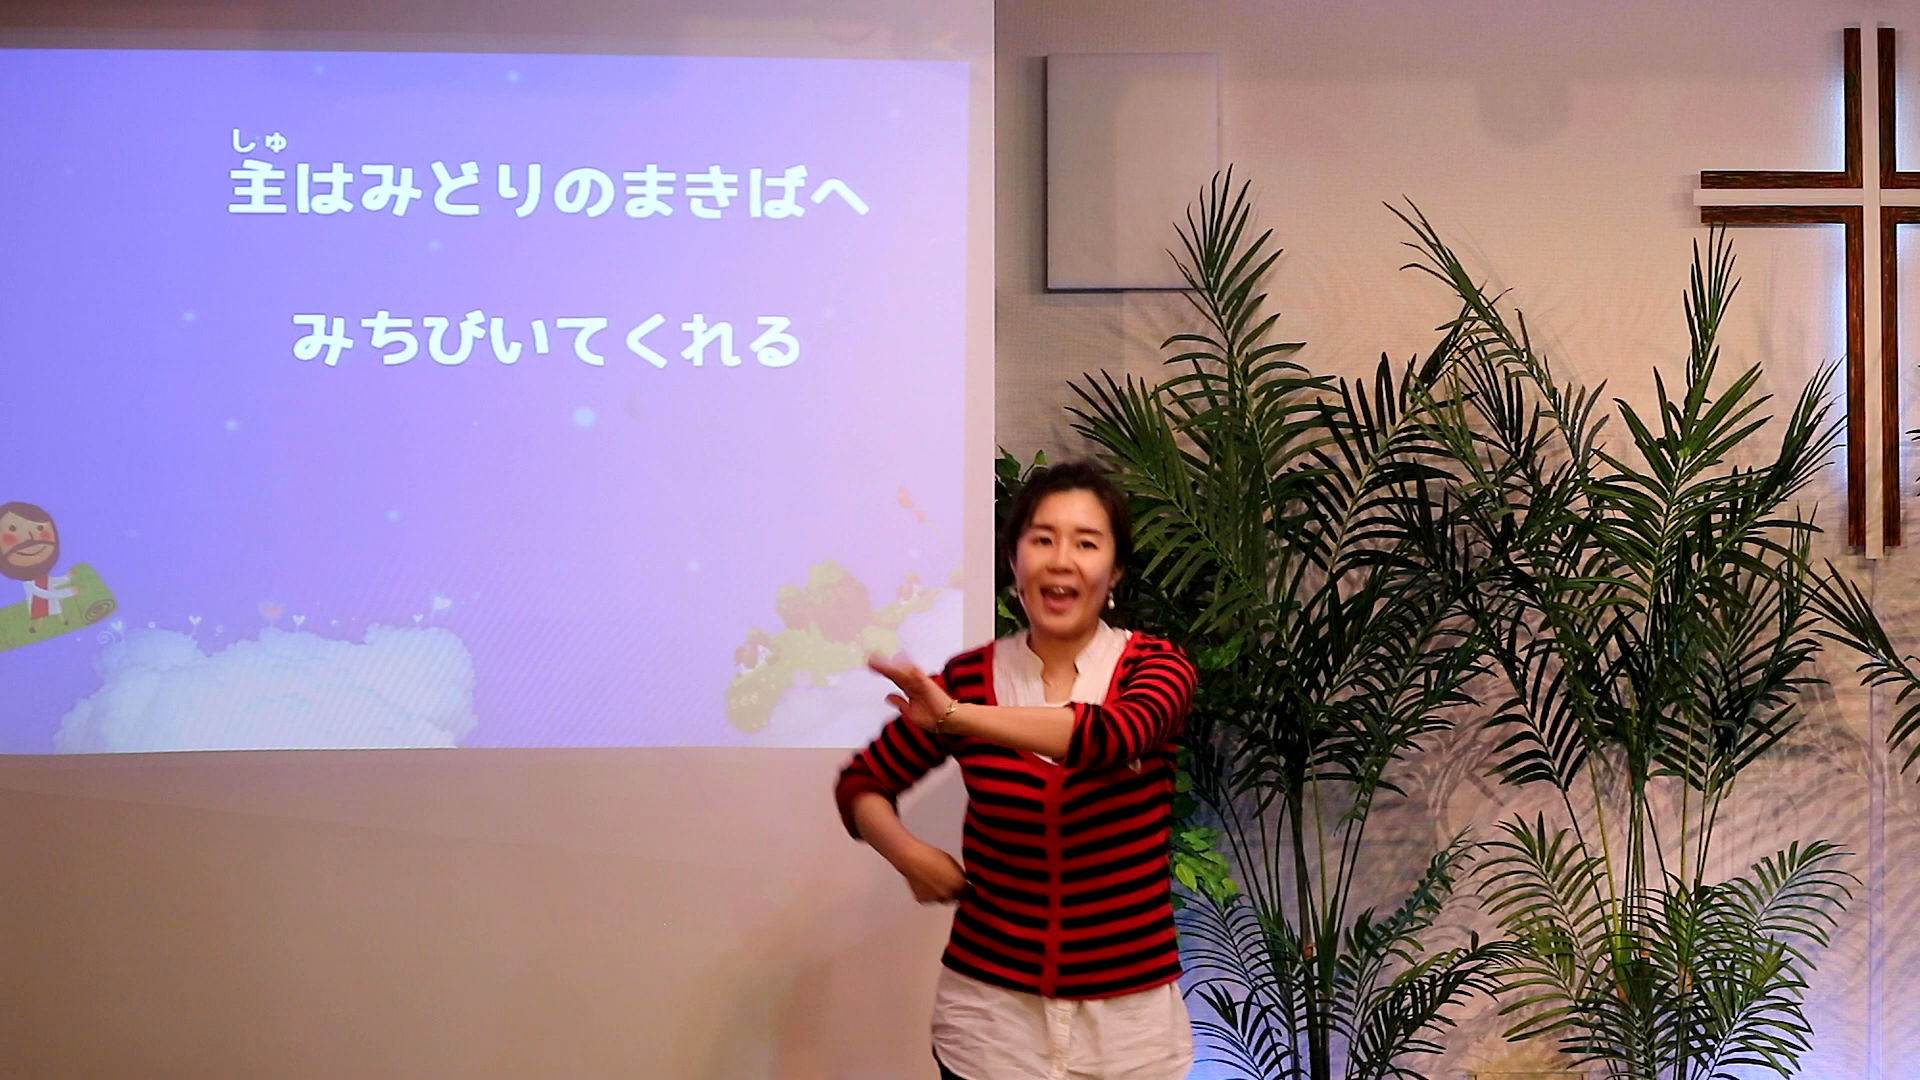 しゅ
主はみどりのまきばへ
みちびいてくれる